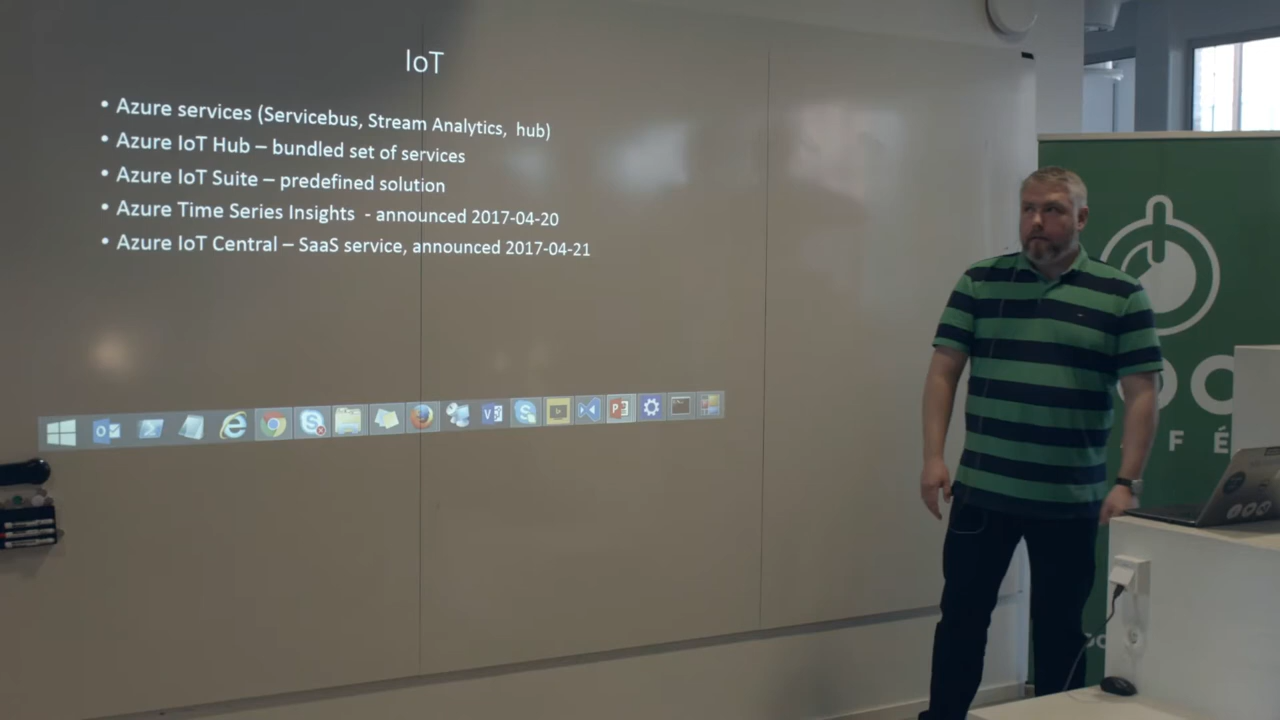 IoT
• Azure services (Servicebus, Stream Analytics, hub)
• Azure IoT Hub – bundled set of services
• Azure IoT Suite – predefined solution
• Azure Time Series Insights - announced 2017-04-20
• Azure IoT Central – SaaS service, announced 2017-04-21
FÉ